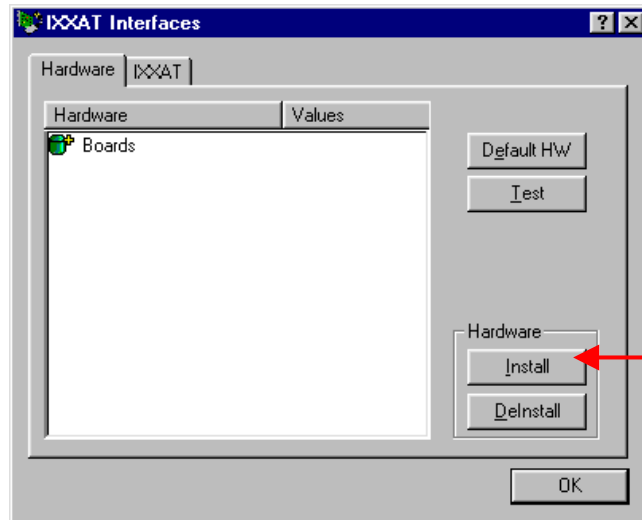 IXXAT Interfaces
Hardware IXXAT
Hardware Values
Boards
Default HW
Test
Hardware
Install
DeInstall
OK